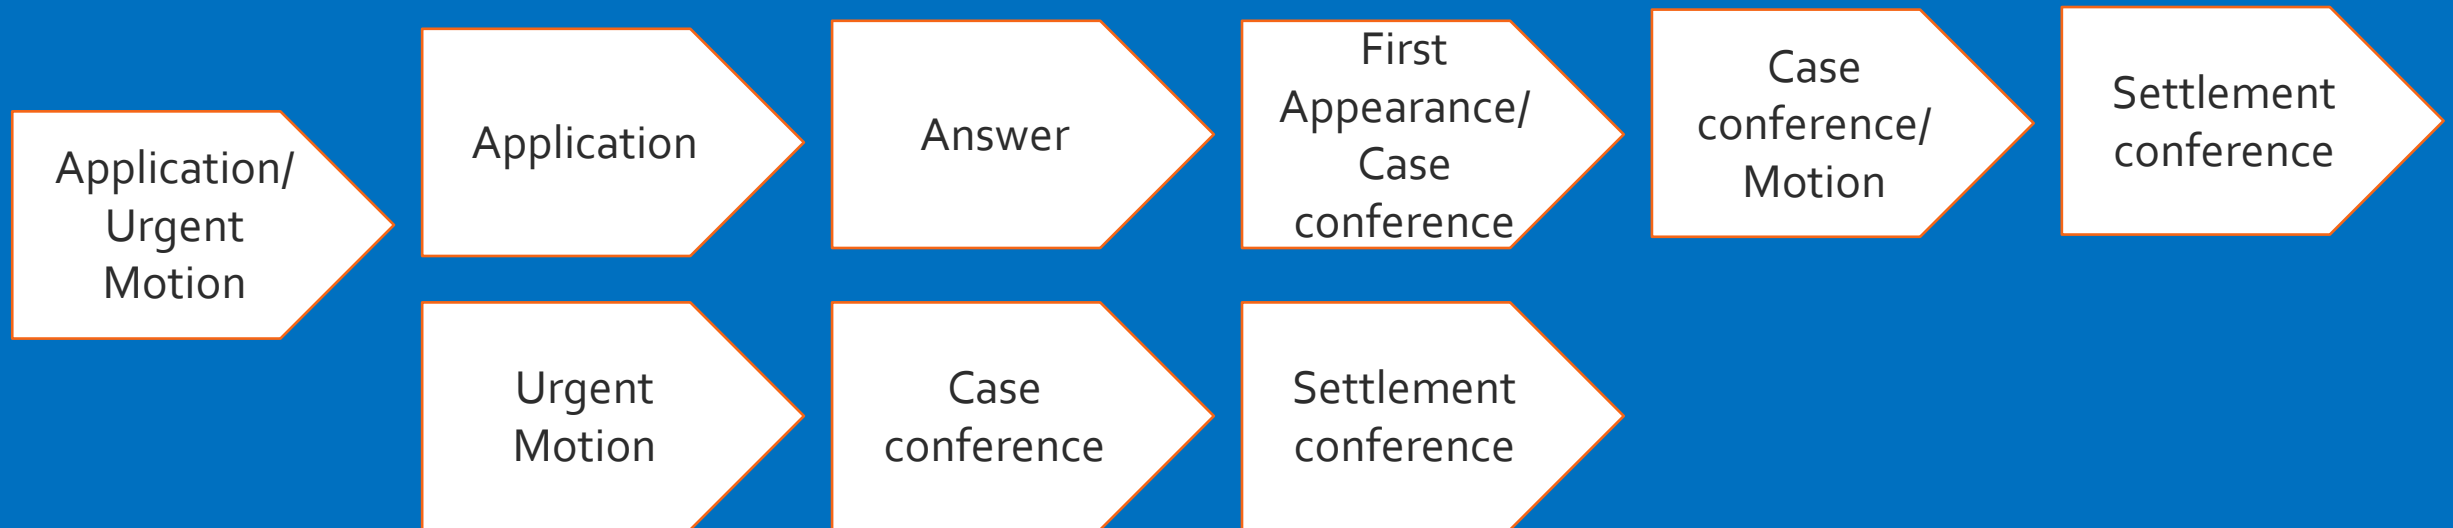 Application/
Urgent
Motion
Application
Answer
First
Appearance/
Case
conference
Case
conference/
Motion
Settlement
conference
Urgent
Motion
Case
conference
Settlement
conference